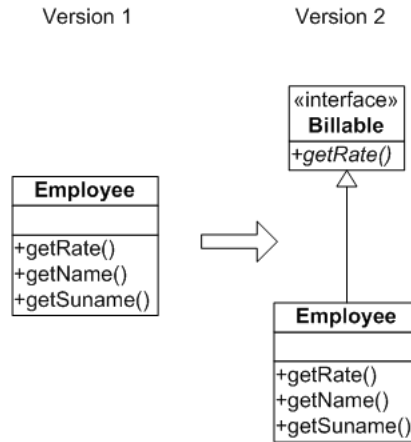 Version 1
Version 2
«interface»
Billable
+getRate()
Employee
+getRate()
+getName()
+getSuname()
Employee
+getRate()
+getName()
+getSuname()